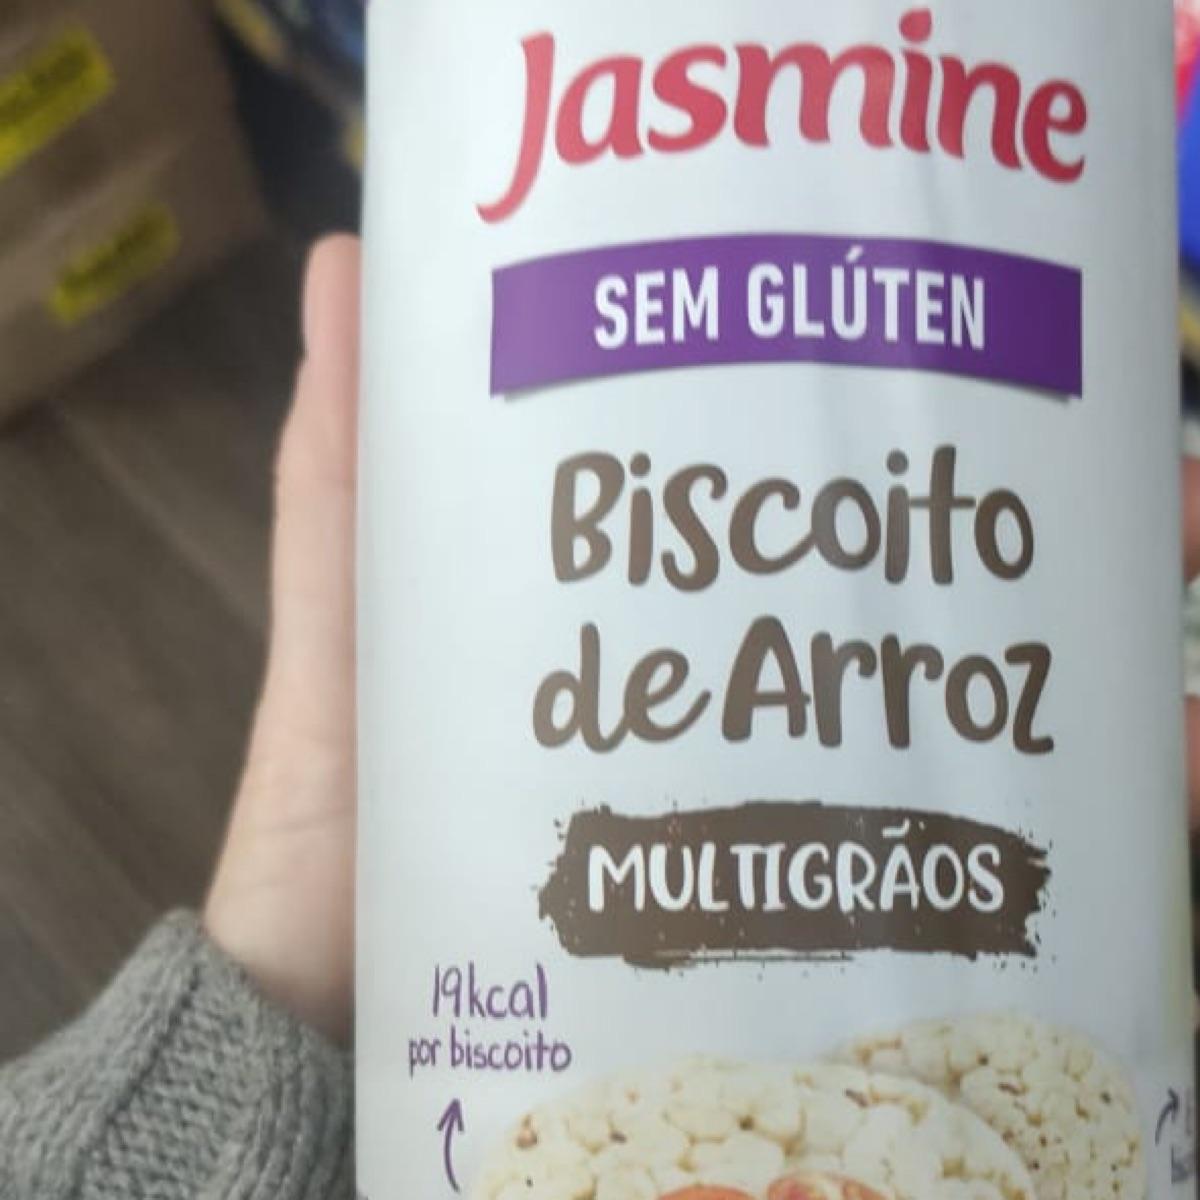 Jasmine
SEM GLÚTEN
Biscoito
de Arroz
MULTIGRÃOS
19kcal
por biscoito